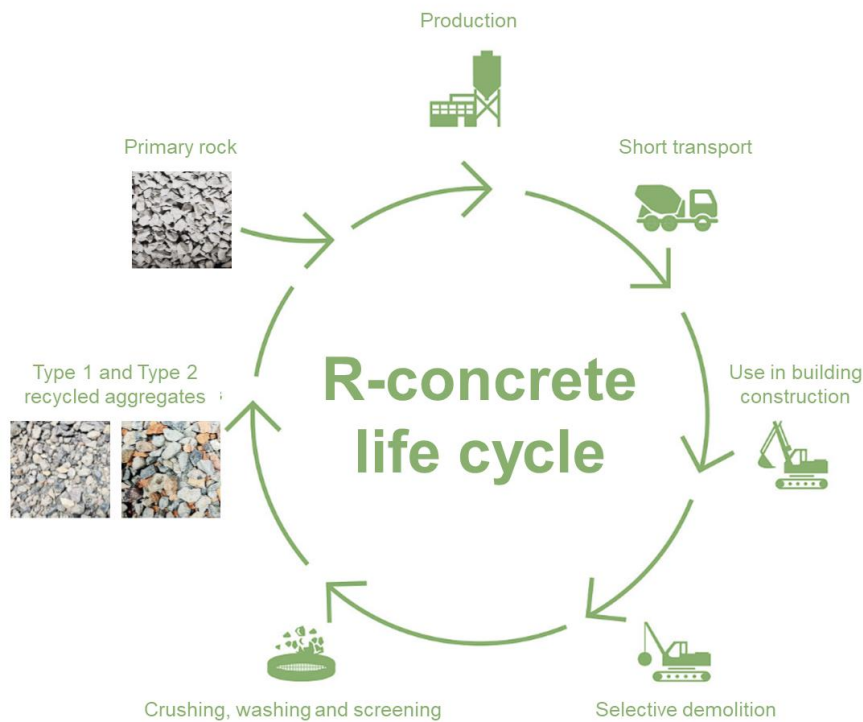 Production
Short transport
Primary rock
R-concrete
life cycle
Use in building
construction
Type 1 and Type 2
recycled aggregates
Selective demolition
Crushing, washing and screening